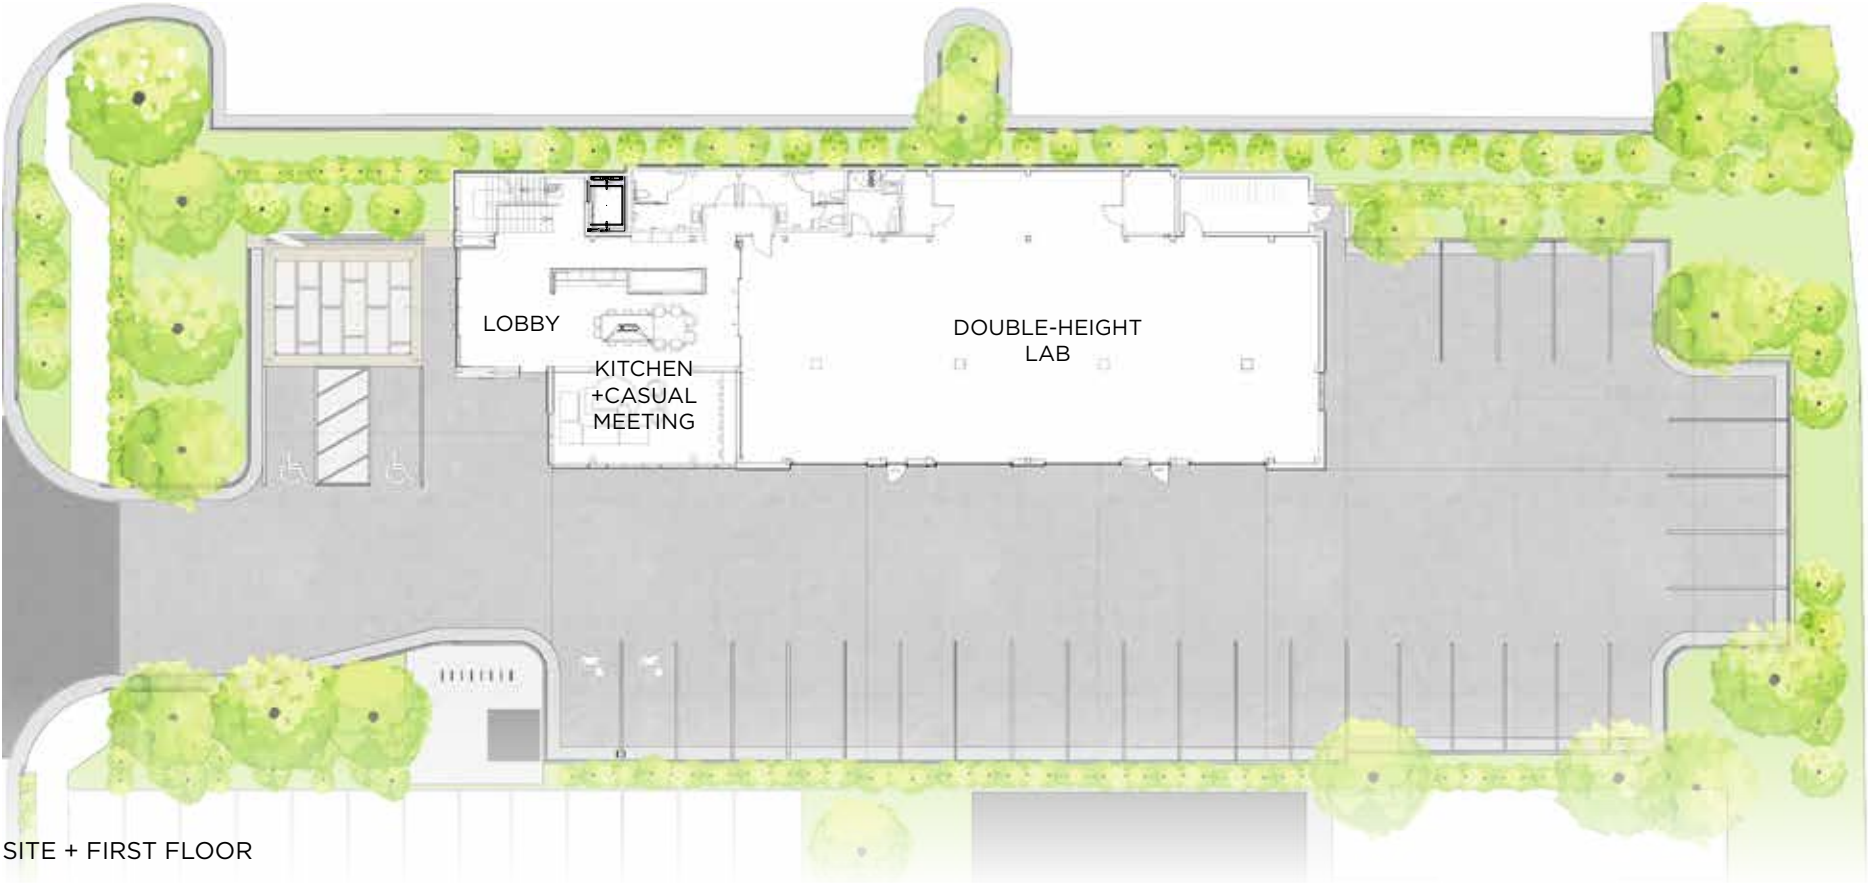 LOBBY
KITCHEN
+CASUAL
MEETING
DOUBLE-HEIGHT
LAB
SITE + FIRST FLOOR